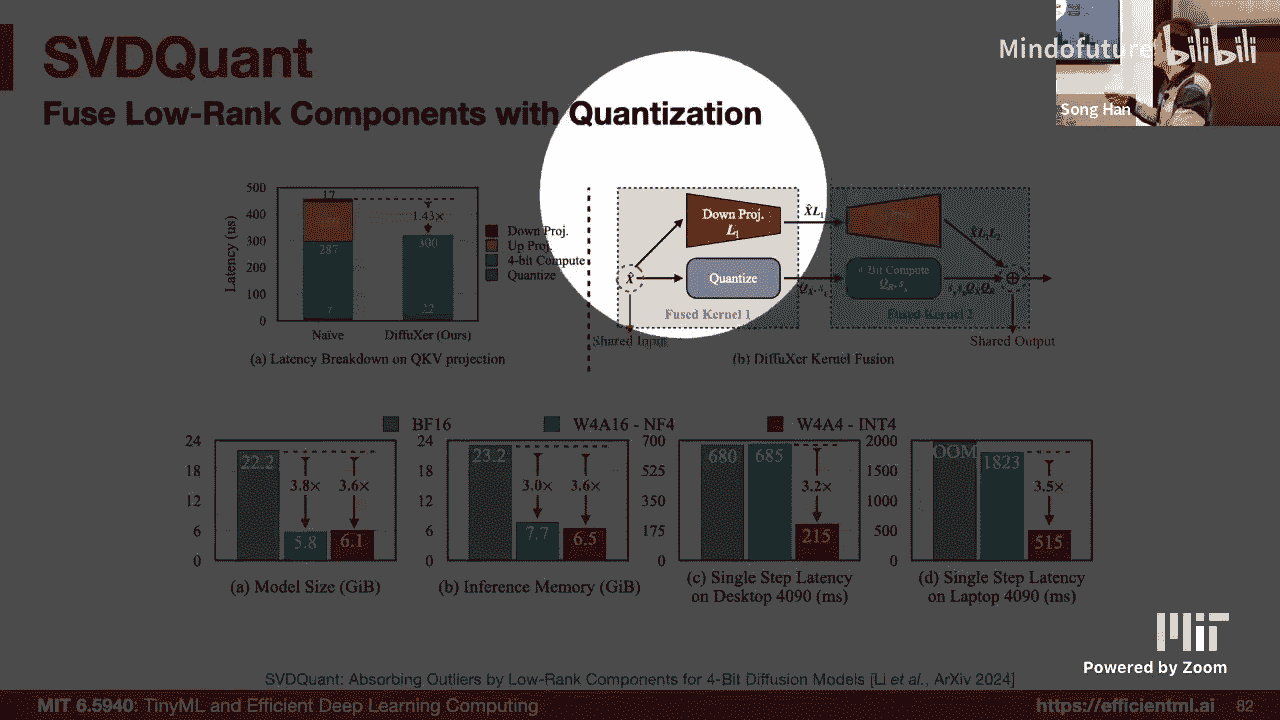 SVDQuant
Fuse Low-Rank Components with Quantization
Mindofuture
bilibili
Song Han
500
400
300
200
100
0
Latency (us)
17
287
7
1.43×
300
22
Naïve
DiffuXer (Ours)
Down Proj.
Up Proj.
4-bit Compute
Quantize
(a) Latency Breakdown on QKV projection
X̂
Down Proj.
L₁
Quantize
Fused Kernel 1
Shared Input
X̂L₁
4-Bit Compute
X̂L₁L₂
Fused Kernel 2
Shared Output
(b) DiffuXer Kernel Fusion
BF16
W4A16 - NF4
W4A4 - INT4
24
18
12
6
0
22.2
3.8×
3.6×
5.8
6.1
(a) Model Size (GiB)
24
18
12
6
0
23.2
3.0×
3.6×
7.7
6.5
(b) Inference Memory (GiB)
700
525
350
175
0
680
685
3.2×
215
(c) Single Step Latency
on Desktop 4090 (ms)
2000
1500
1000
500
0
OOM
1823
3.5×
515
(d) Single Step Latency
on Laptop 4090 (ms)
MIT
Powered by Zoom
SVDQuant: Absorbing Outliers by Low-Rank Components for 4-Bit Diffusion Models [Li et al., ArXiv 2024]
MIT 6.5940: TinyML and Efficient Deep Learning Computing
https://efficientml.ai
82